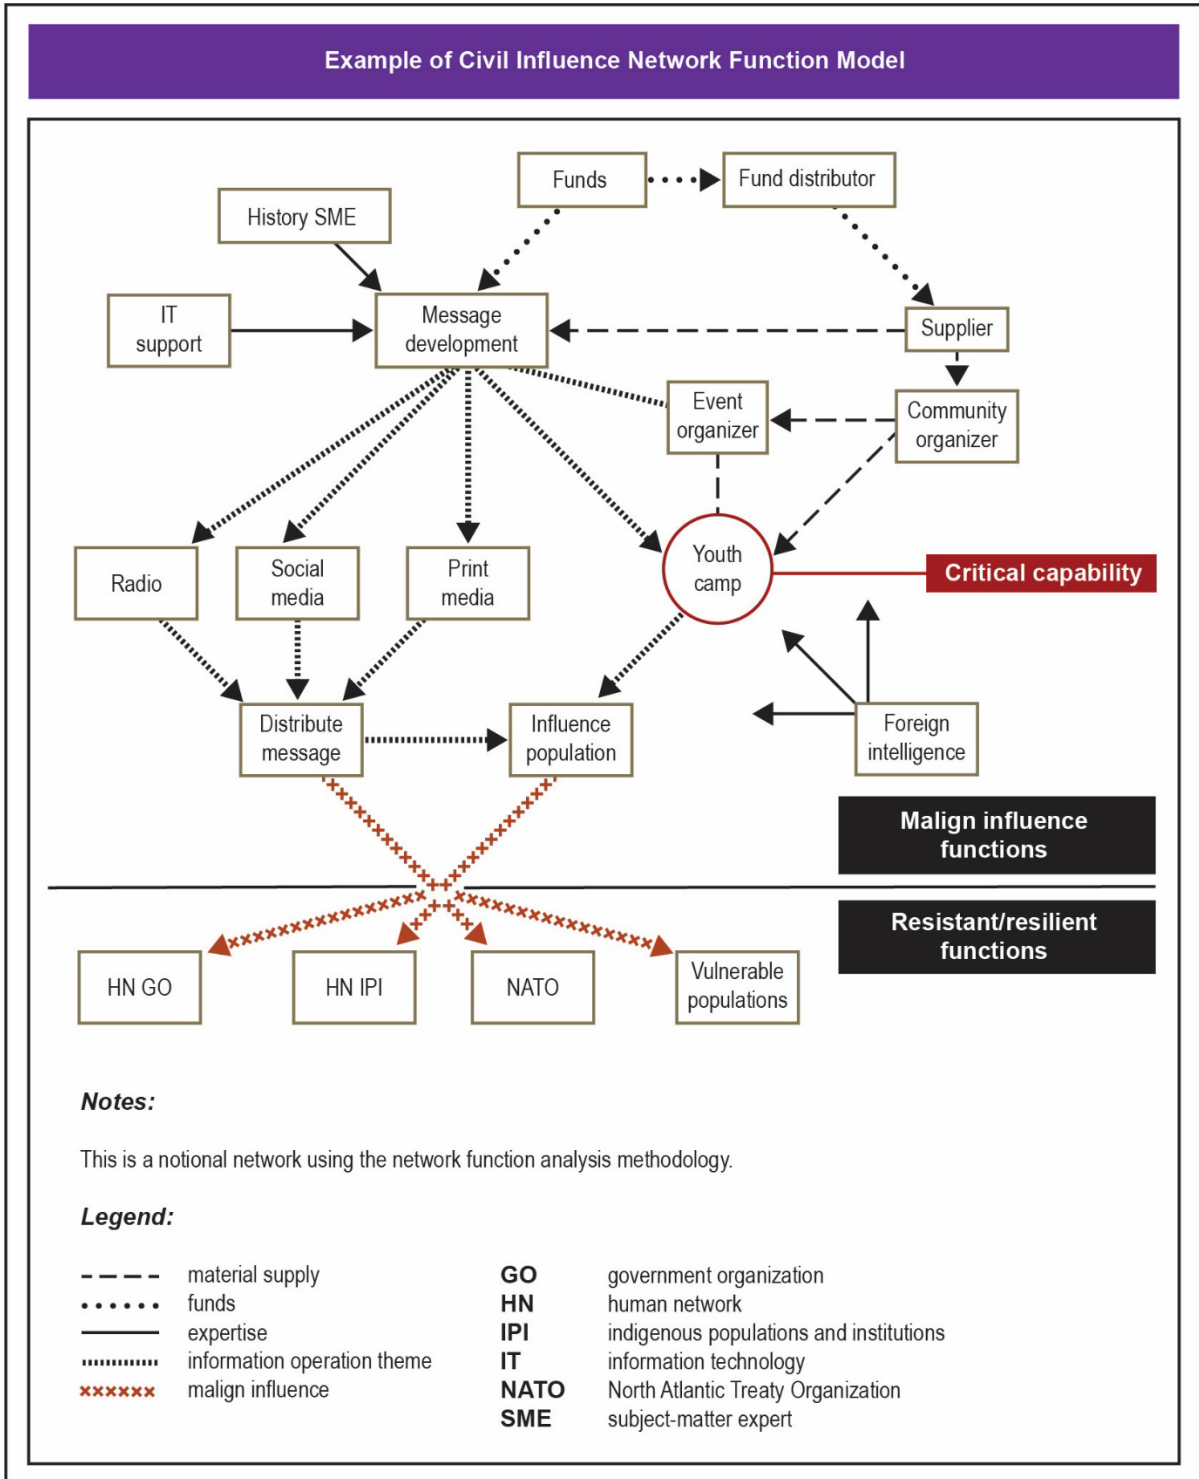 Example of Civil Influence Network Function Model
Funds
Fund distributor
History SME
IT
support
Message
development
Supplier
Event
organizer
Community
organizer
Radio
Social
media
Print
media
Youth
camp
Critical capability
Distribute
message
Influence
population
Foreign
intelligence
Malign influence
functions
Resistant/resilient
functions
HN GO
HN IPI
NATO
Vulnerable
populations
Notes:
This is a notional network using the network function analysis methodology.
Legend:
material supply
funds
expertise
information operation theme
malign influence
GO government organization
HN human network
IPI indigenous populations and institutions
IT information technology
NATO North Atlantic Treaty Organization
SME subject-matter expert